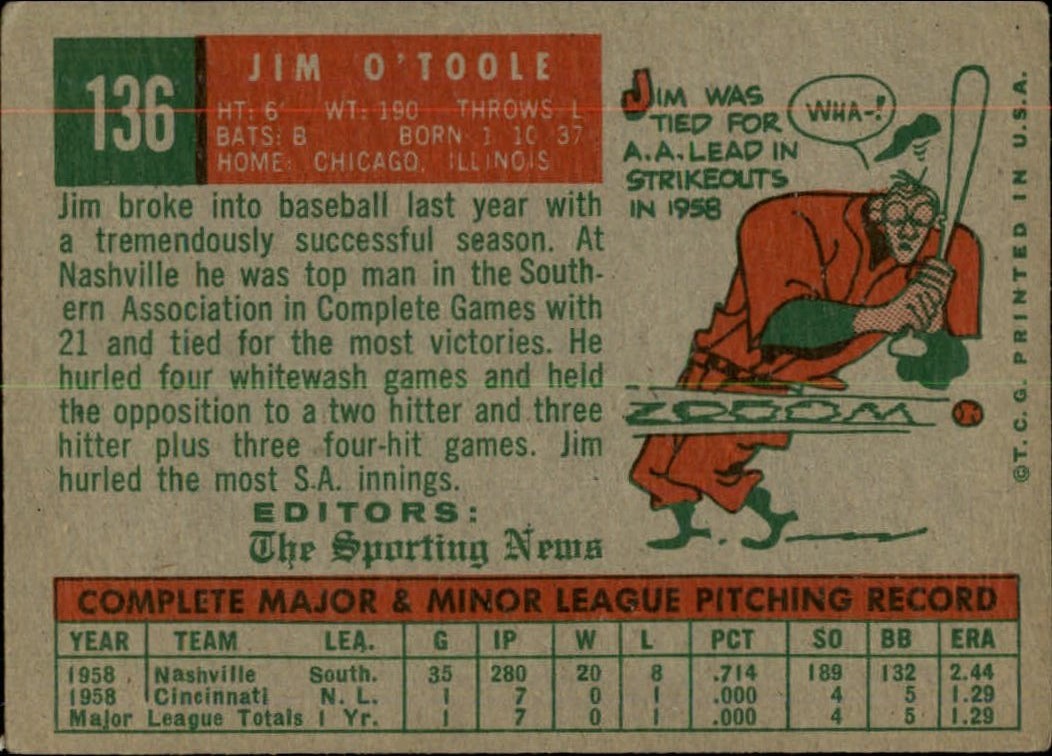 136
JIM O'TOOLE
HT: 6' WT: 190 THROWS: L
BATS: B BORN 1 10 37
HOME: CHICAGO, ILLINOIS
Jim broke into baseball last year with
a tremendously successful season. At
Nashville he was top man in the South-
ern Association in Complete Games with
21 and tied for the most victories. He
hurled four whitewash games and held
the opposition to a two hitter and three
hitter plus three four-hit games. Jim
hurled the most S.A. innings.
EDITORS:
The Sporting News
JIM WAS
TIED FOR
A.A. LEAD IN
STRIKEOUTS
IN 1958
WHA-!
ZOOOOM
©T.C.G. PRINTED IN U.S.A.
COMPLETE MAJOR & MINOR LEAGUE PITCHING RECORD
YEAR TEAM LEA. G IP W L PCT SO BB ERA
1958 Nashville South. 35 280 20 8 .714 189 132 2.44
1958 Cincinnati N. L. 1 7 0 1 .000 4 5 1.29
Major League Totals 1 Yr. 1 7 0 1 .000 4 5 1.29